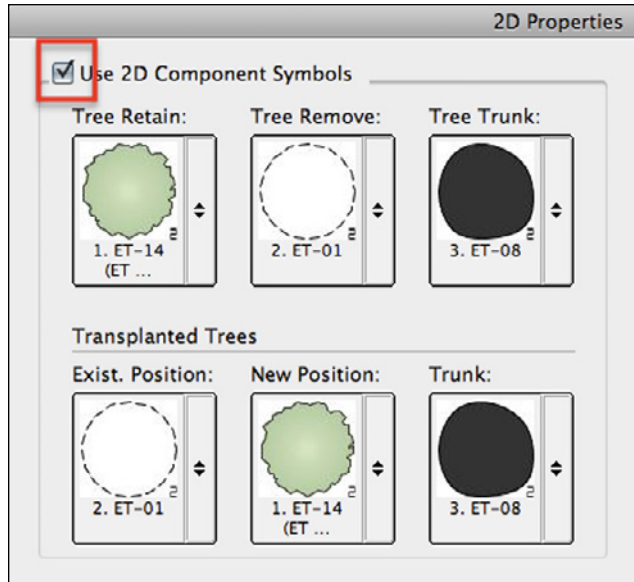 2D Properties
Use 2D Component Symbols
Tree Retain: Tree Remove: Tree Trunk:
1. ET-14 (ET ...
2. ET-01
3. ET-08
Transplanted Trees
Exist. Position: New Position: Trunk:
2. ET-01
1. ET-14 (ET ...
3. ET-08